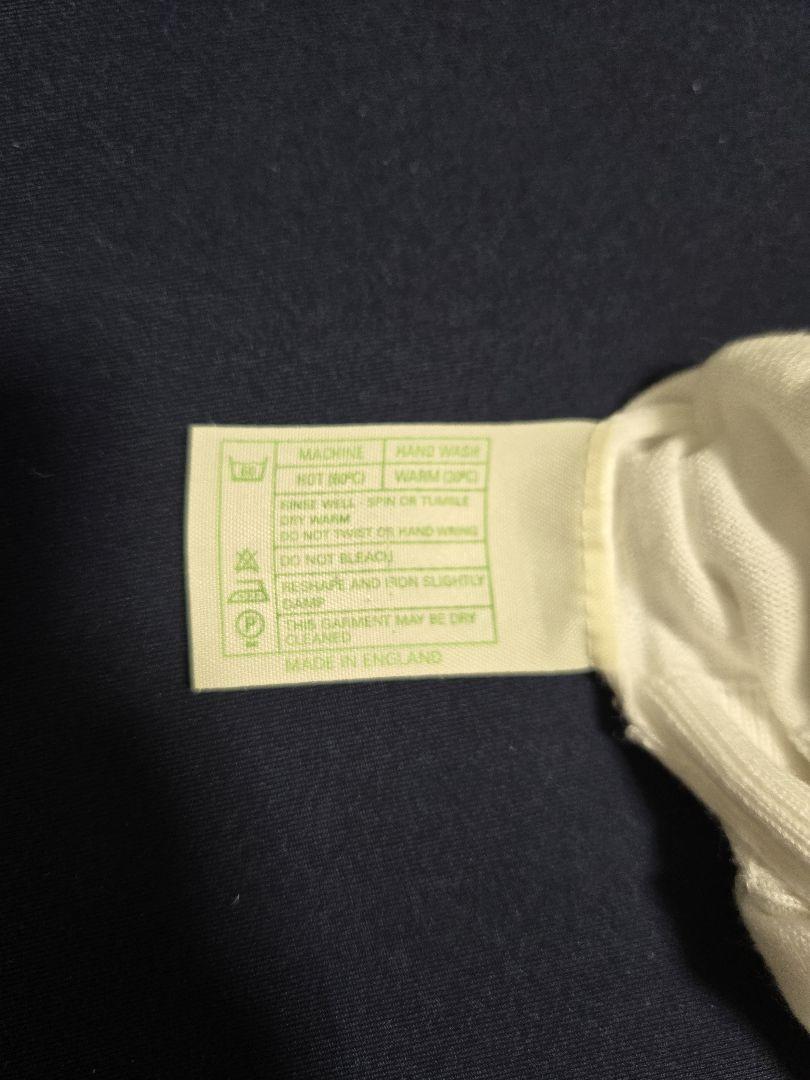 60
MACHINE HAND WASH
HOT (60°C) WARM (30°C)
RINSE WELL SPIN OR TUMBLE
DRY WARM
DO NOT TWIST OR HAND WRING
DO NOT BLEACH
RESHAPE AND IRON SLIGHTLY
DAMP
P
THIS GARMENT MAY BE DRY
CLEANED
MADE IN ENGLAND